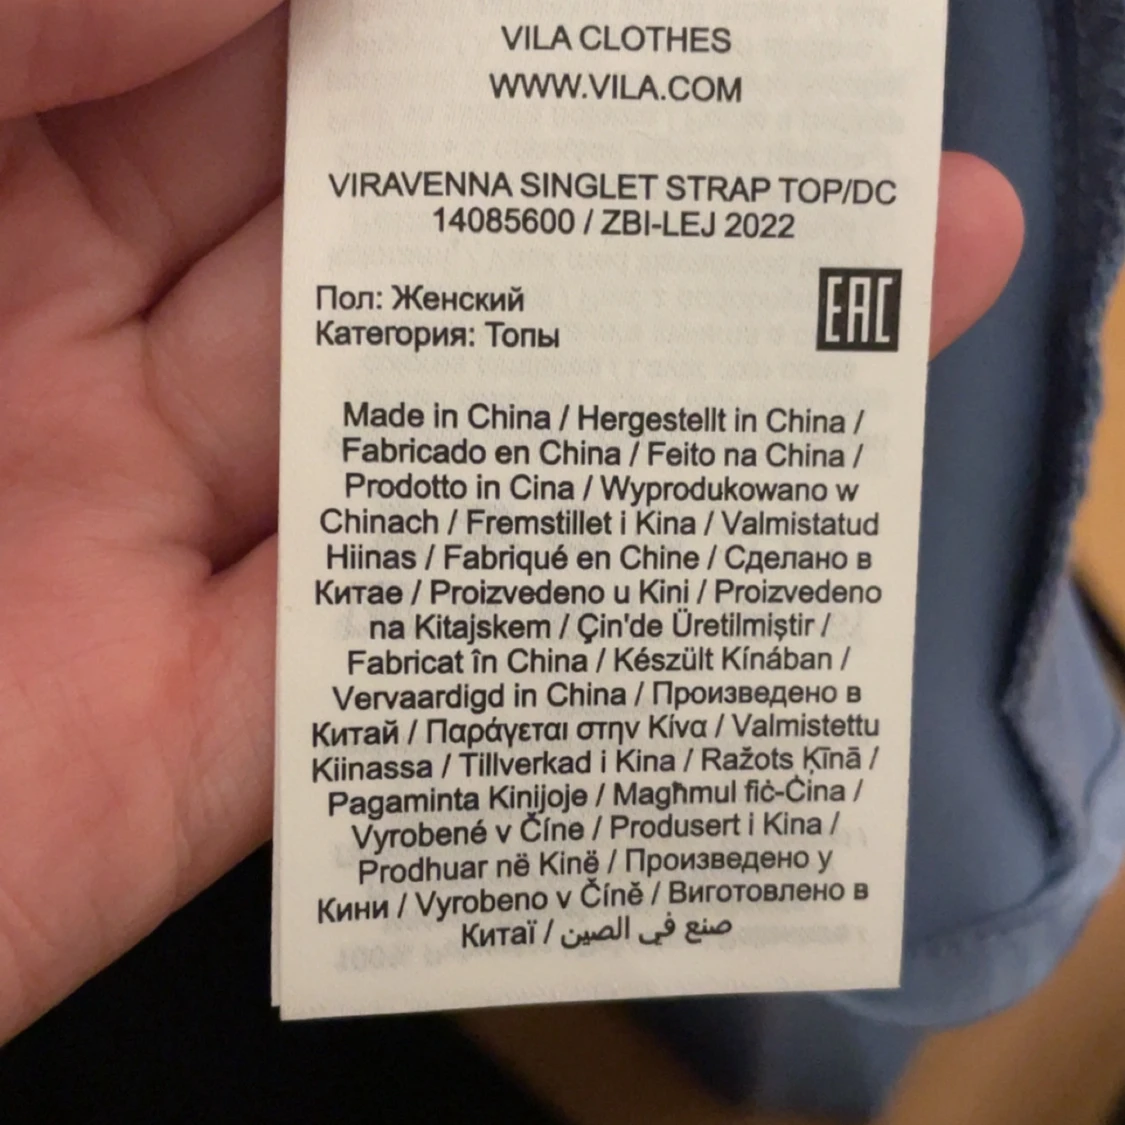 VILA CLOTHES
WWW.VILA.COM
VIRAVENNA SINGLET STRAP TOP/DC
14085600 / ZBI-LEJ 2022
Пол: Женский
Категория: Топы
EAC
Made in China / Hergestellt in China /
Fabricado en China / Feito na China /
Prodotto in Cina / Wyprodukowano w
Chinach / Fremstillet i Kina / Valmistatud
Hiinas / Fabriqué en Chine / Сделано в
Китае / Proizvedeno u Kini / Proizvedeno
na Kitajskem / Çin'de Üretilmiştir /
Fabricat în China / Készült Kínában /
Vervaardigd in China / Произведено в
Китай / Παράγεται στην Κίνα / Valmistettu
Kiinassa / Tillverkad i Kina / Ražots Ķīnā /
Pagaminta Kinijoje / Magħmul fiċ-Ċina /
Vyrobené v Číne / Produsert i Kina /
Prodhuar në Kinë / Произведено у
Кини / Vyrobeno v Číně / Виготовлено в
Китаї / صنع في الصين